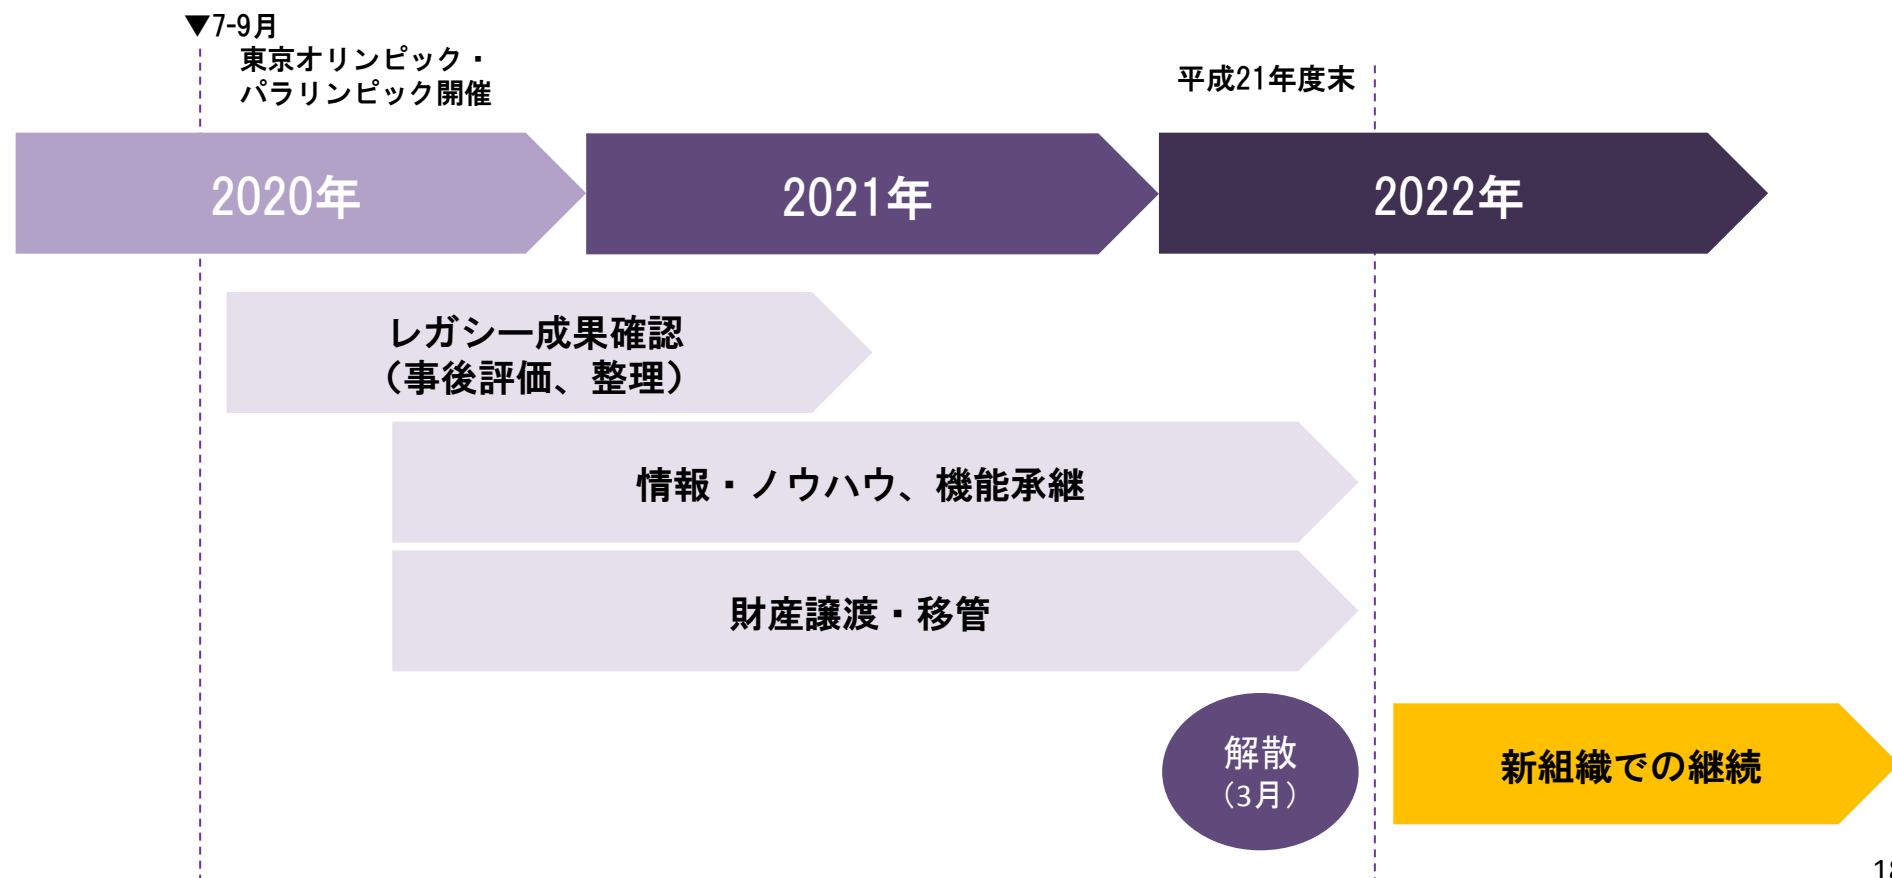 ▼7-9月
東京オリンピック・
パラリンピック開催
平成21年度末
2020年
2021年
2022年
レガシー成果確認
（事後評価、整理）
情報・ノウハウ、機能承継
財産譲渡・移管
解散
（3月）
新組織での継続